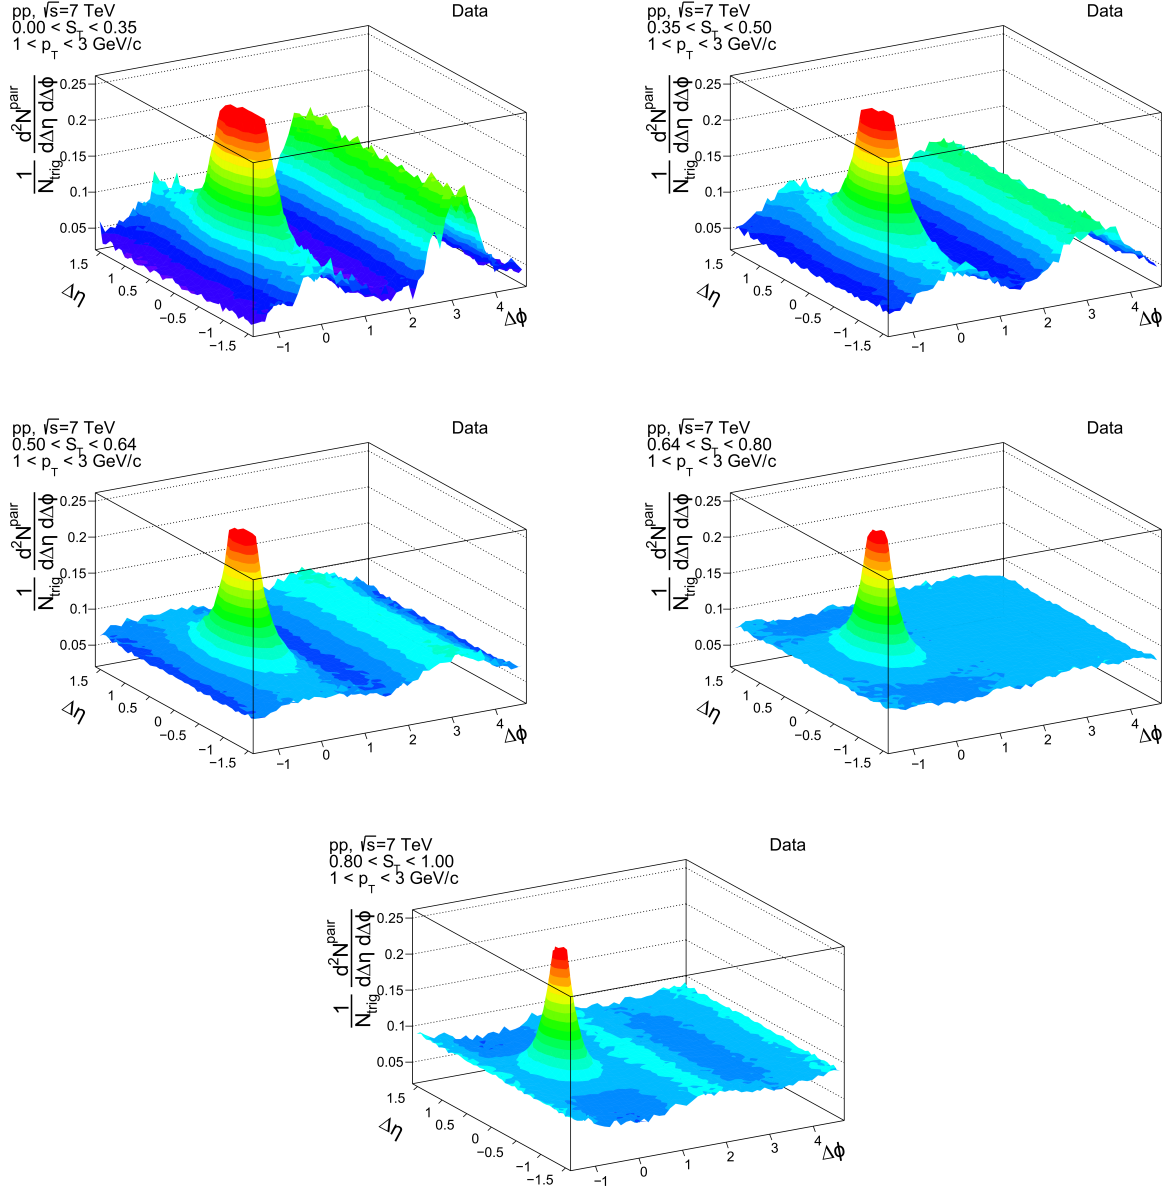 pp, √s=7 TeV
Data
0.00 < S_T < 0.35
1 < p_T < 3 GeV/c
1/N_trig d²N^pair/dΔη dΔϕ
0.25
0.2
0.15
0.1
0.05
1.5
1
0.5
0
−0.5
−1
−1.5
Δη
−1
0
1
2
3
4
Δϕ
pp, √s=7 TeV
Data
0.35 < S_T < 0.50
1 < p_T < 3 GeV/c
1/N_trig d²N^pair/dΔη dΔϕ
0.25
0.2
0.15
0.1
0.05
1.5
1
0.5
0
−0.5
−1
−1.5
Δη
−1
0
1
2
3
4
Δϕ
pp, √s=7 TeV
Data
0.50 < S_T < 0.64
1 < p_T < 3 GeV/c
1/N_trig d²N^pair/dΔη dΔϕ
0.25
0.2
0.15
0.1
0.05
1.5
1
0.5
0
−0.5
−1
−1.5
Δη
−1
0
1
2
3
4
Δϕ
pp, √s=7 TeV
Data
0.64 < S_T < 0.80
1 < p_T < 3 GeV/c
1/N_trig d²N^pair/dΔη dΔϕ
0.25
0.2
0.15
0.1
0.05
1.5
1
0.5
0
−0.5
−1
−1.5
Δη
−1
0
1
2
3
4
Δϕ
pp, √s=7 TeV
Data
0.80 < S_T < 1.00
1 < p_T < 3 GeV/c
1/N_trig d²N^pair/dΔη dΔϕ
0.25
0.2
0.15
0.1
0.05
1.5
1
0.5
0
−0.5
−1
−1.5
Δη
−1
0
1
2
3
4
Δϕ